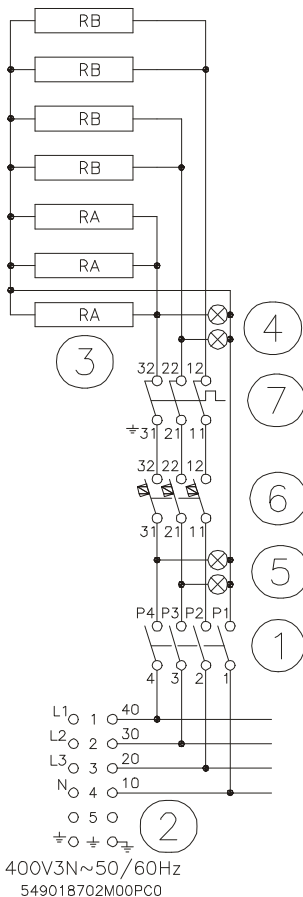 RB
RB
RB
RB
RA
RA
RA
3
4
32 22 12
7
31 21 11
32 22 12
6
31 21 11
5
P4 P3 P2 P1
1
4 3 2 1
L1 1 40
L2 2 30
L3 3 20
N 4 10
5
2
400V3N~50/60Hz
549018702M00PC0